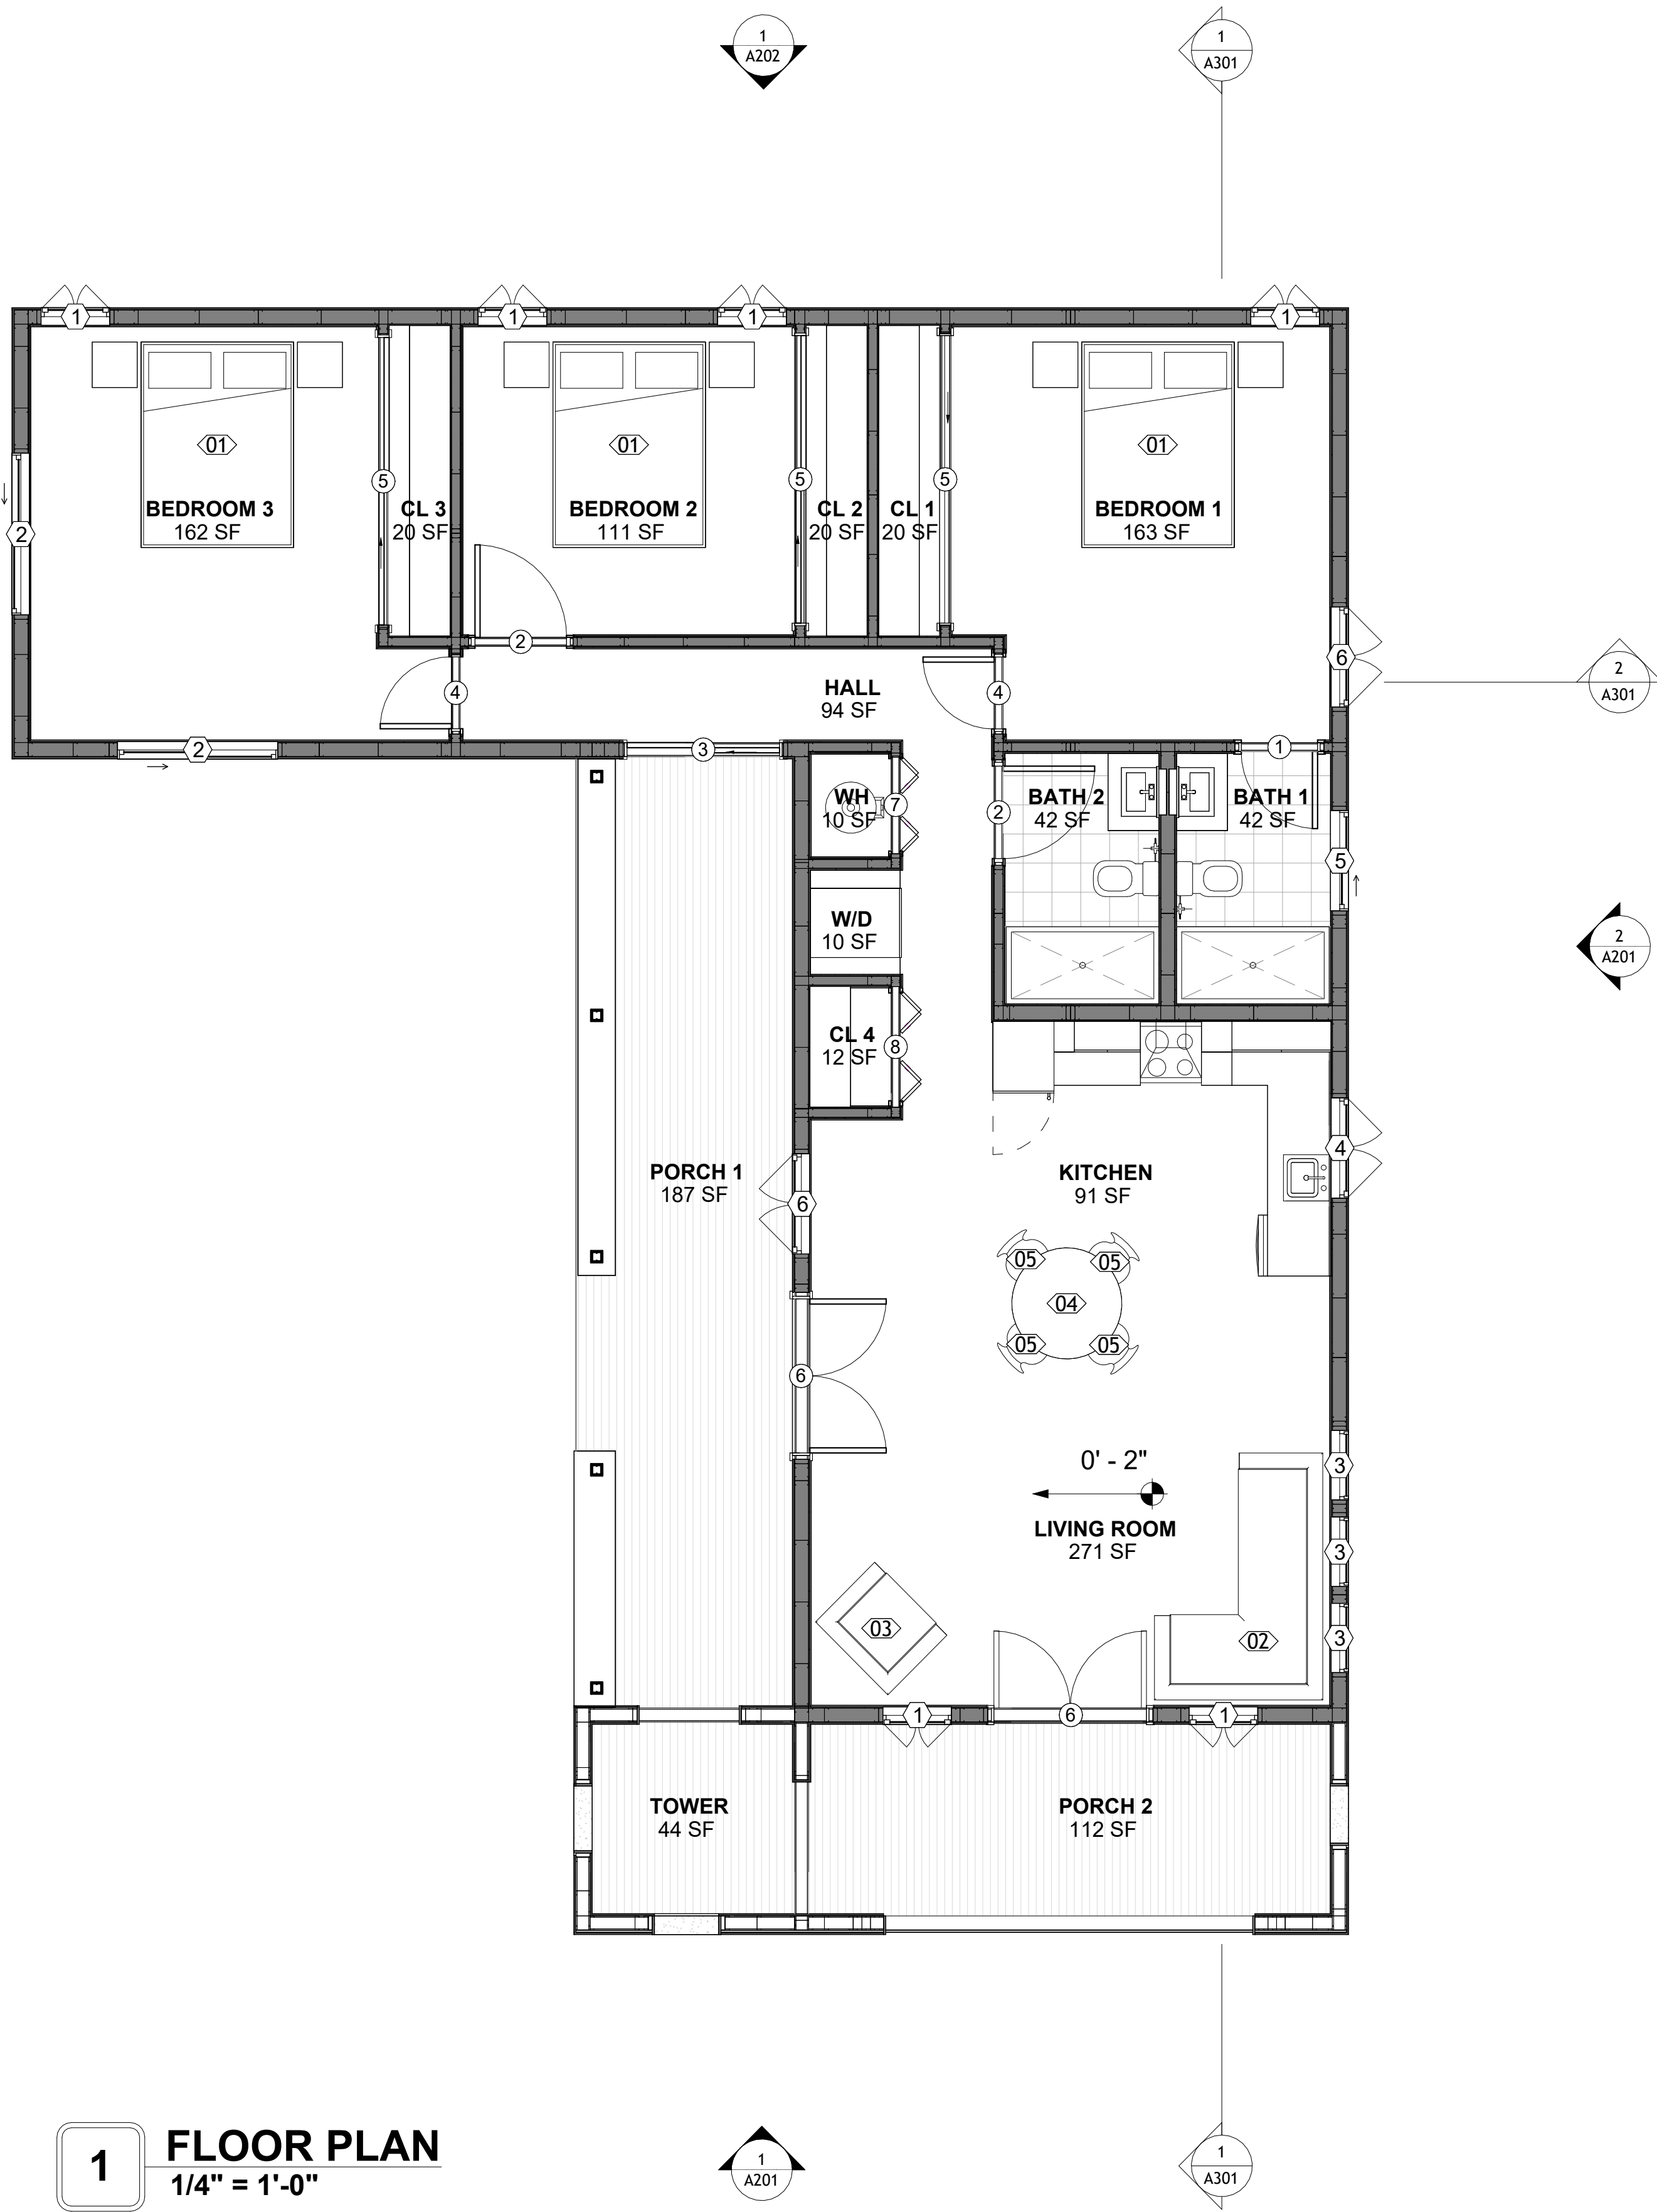 1
A202
1
A301
1
1
1
1
01
01
01
5
5
5
BEDROOM 3
162 SF
CL 3
20 SF
BEDROOM 2
111 SF
CL 2
20 SF
CL 1
20 SF
BEDROOM 1
163 SF
2
2
6
2
A301
4
HALL
94 SF
4
2
3
1
WH
10 SF
7
2
BATH 2
42 SF
BATH 1
42 SF
5
W/D
10 SF
2
A201
CL 4
12 SF
8
4
PORCH 1
187 SF
6
KITCHEN
91 SF
05
05
04
05
05
6
0' - 2"
3
LIVING ROOM
271 SF
3
03
02
3
1
6
1
TOWER
44 SF
PORCH 2
112 SF
1
FLOOR PLAN
1/4" = 1'-0"
1
A201
1
A301